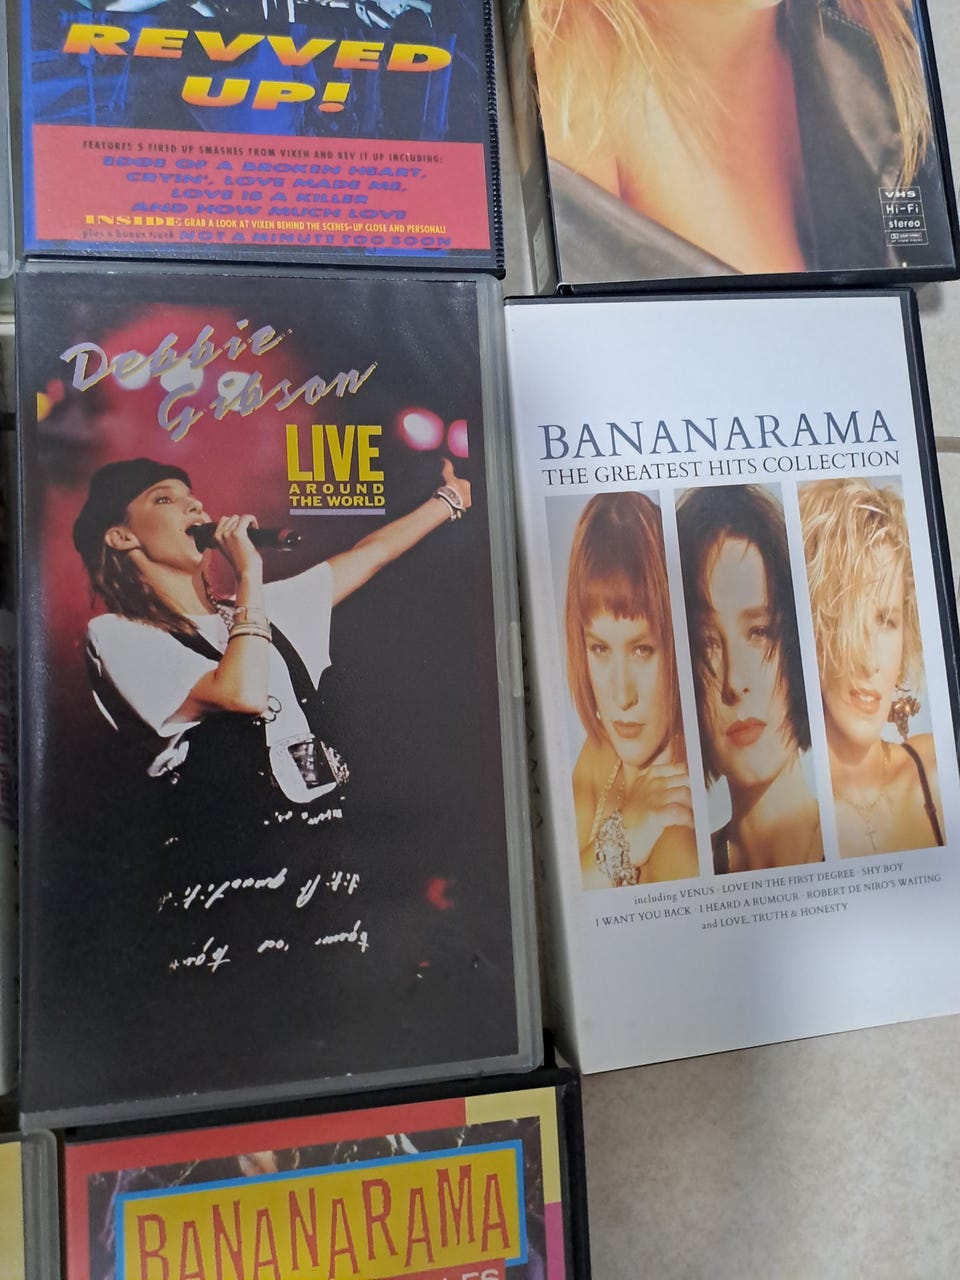 REVVED
UP!
FEATURES 5 FIRED UP SMASHES FROM VIXEN AND REV IT UP INCLUDING:
EDGE OF A BROKEN HEART,
CRYIN', LOVE MADE ME,
LOVE IS A KILLER
AND HOW MUCH LOVE
INSIDE: GRAB A LOOK AT VIXEN BEHIND THE SCENES-UP CLOSE AND PERSONAL!
plus a bonus track NOT A MINUTE TOO SOON
VHS
Hi-Fi
stereo
Debbie
Gibson
LIVE
AROUND
THE WORLD
BANANARAMA
THE GREATEST HITS COLLECTION
including VENUS · LOVE IN THE FIRST DEGREE · SHY BOY
I WANT YOU BACK · I HEARD A RUMOUR · ROBERT DE NIRO'S WAITING
and LOVE, TRUTH & HONESTY
BANANARAMA